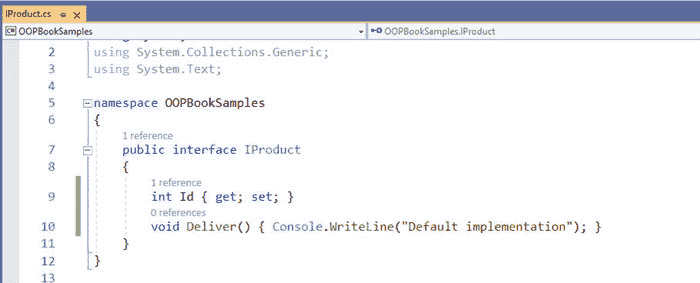 IProduct.cs
OOPBookSamples
OOPBookSamples.IProduct
2 using System.Collections.Generic;
3 using System.Text;
4
5 namespace OOPBookSamples
6 {
1 reference
7 public interface IProduct
8 {
1 reference
9 int Id { get; set; }
0 references
10 void Deliver() { Console.WriteLine("Default implementation"); }
11 }
12 }
13